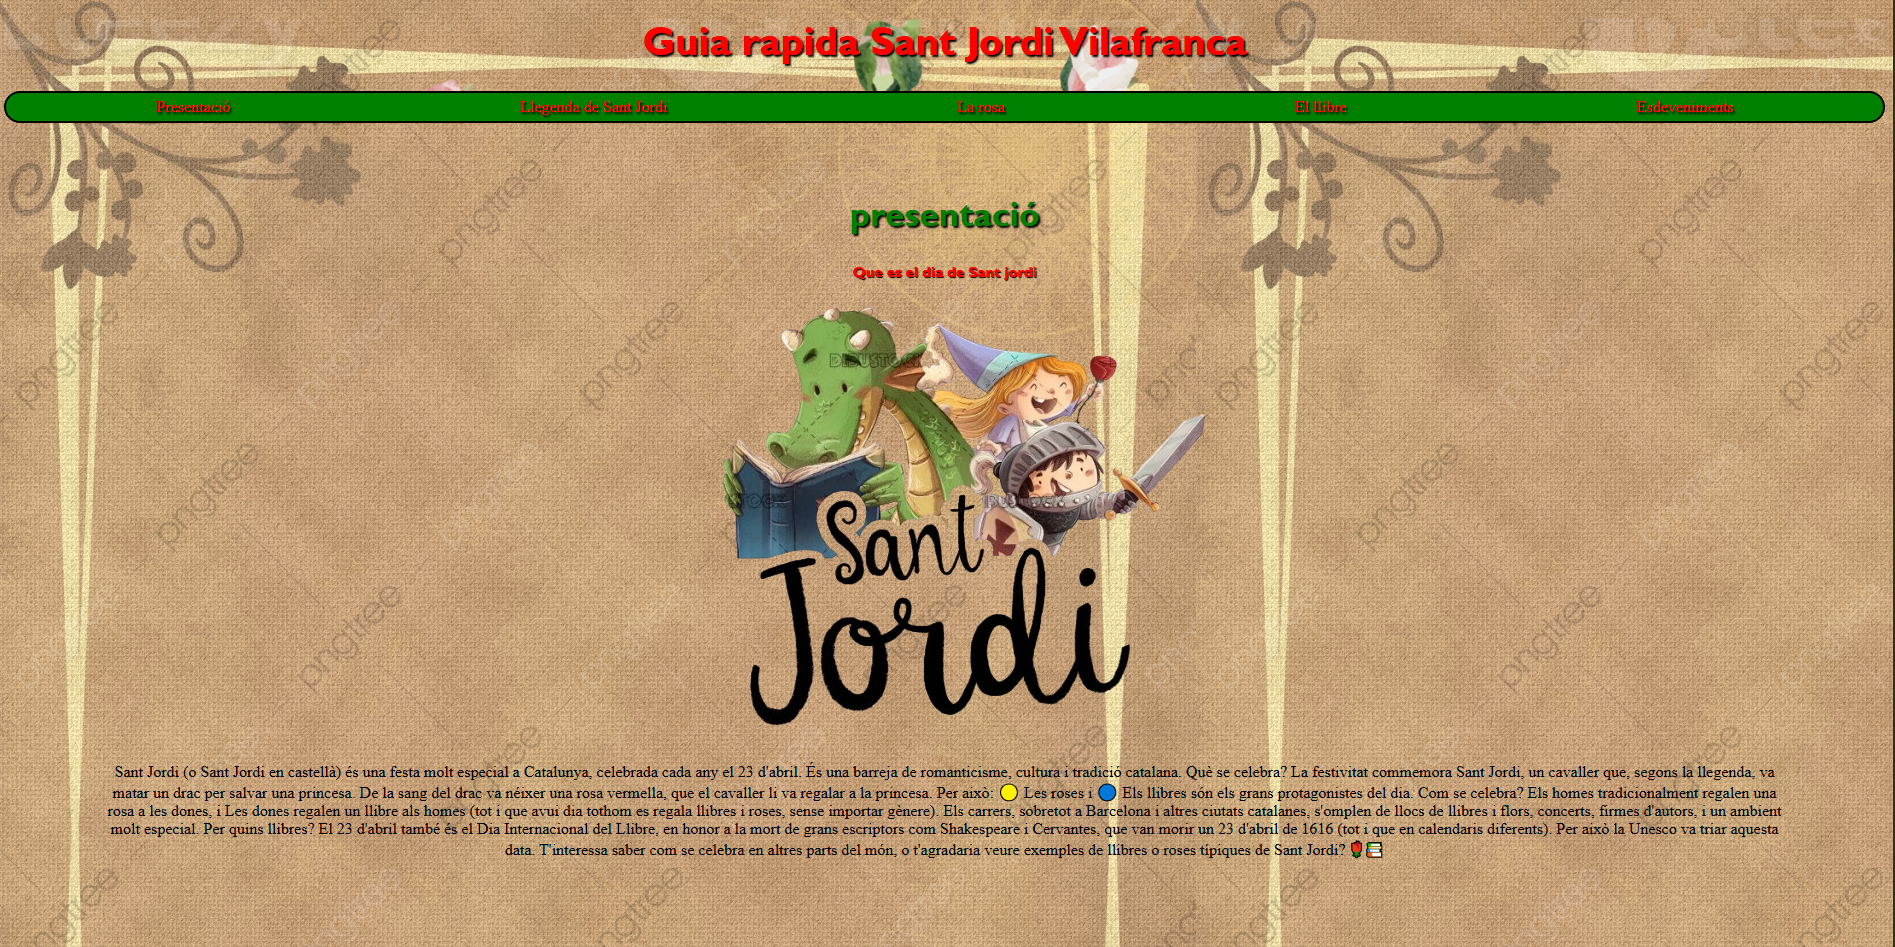 Guia rapida Sant Jordi Vilafranca
Presentació Llegenda de Sant Jordi La rosa El llibre Esdeveniments
presentació
Que es el dia de Sant jordi
Sant
Jordi
Sant Jordi (o Sant Jordi en castellà) és una festa molt especial a Catalunya, celebrada cada any el 23 d'abril. És una barreja de romanticisme, cultura i tradició catalana. Què se celebra? La festivitat commemora Sant Jordi, un cavaller que, segons la llegenda, va
matar un drac per salvar una princesa. De la sang del drac va néixer una rosa vermella, que el cavaller li va regalar a la princesa. Per això: 🟡 Les roses i 🔵 Els llibres són els grans protagonistes del dia. Com se celebra? Els homes tradicionalment regalen una
rosa a les dones, i Les dones regalen un llibre als homes (tot i que avui dia tothom es regala llibres i roses, sense importar gènere). Els carrers, sobretot a Barcelona i altres ciutats catalanes, s'omplen de llocs de llibres i flors, concerts, firmes d'autors, i un ambient
molt especial. Per quins llibres? El 23 d'abril també és el Dia Internacional del Llibre, en honor a la mort de grans escriptors com Shakespeare i Cervantes, que van morir un 23 d'abril de 1616 (tot i que en calendaris diferents). Per això la Unesco va triar aquesta
data. T'interessa saber com se celebra en altres parts del món, o t'agradaria veure exemples de llibres o roses típiques de Sant Jordi? 🌹📚
pngtree